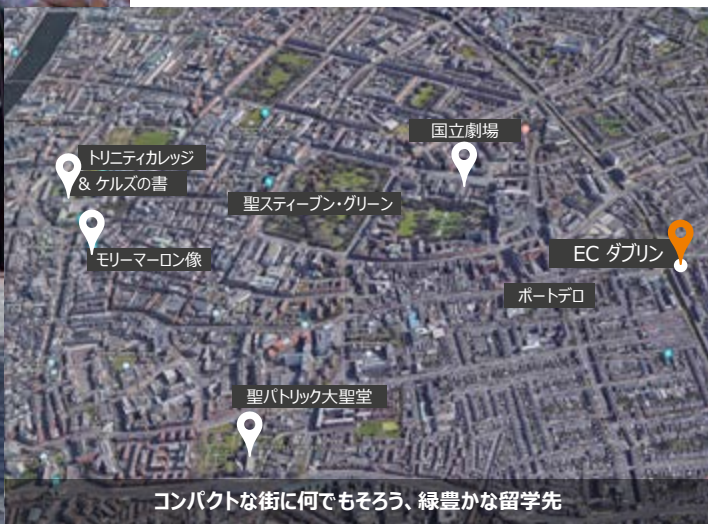 国立劇場
トリニティカレッジ
& ケルズの書
聖スティーブン・グリーン
モリーマーロン像
EC ダブリン
ポートデロ
聖パトリック大聖堂
コンパクトな街に何でもそろう、緑豊かな留学先